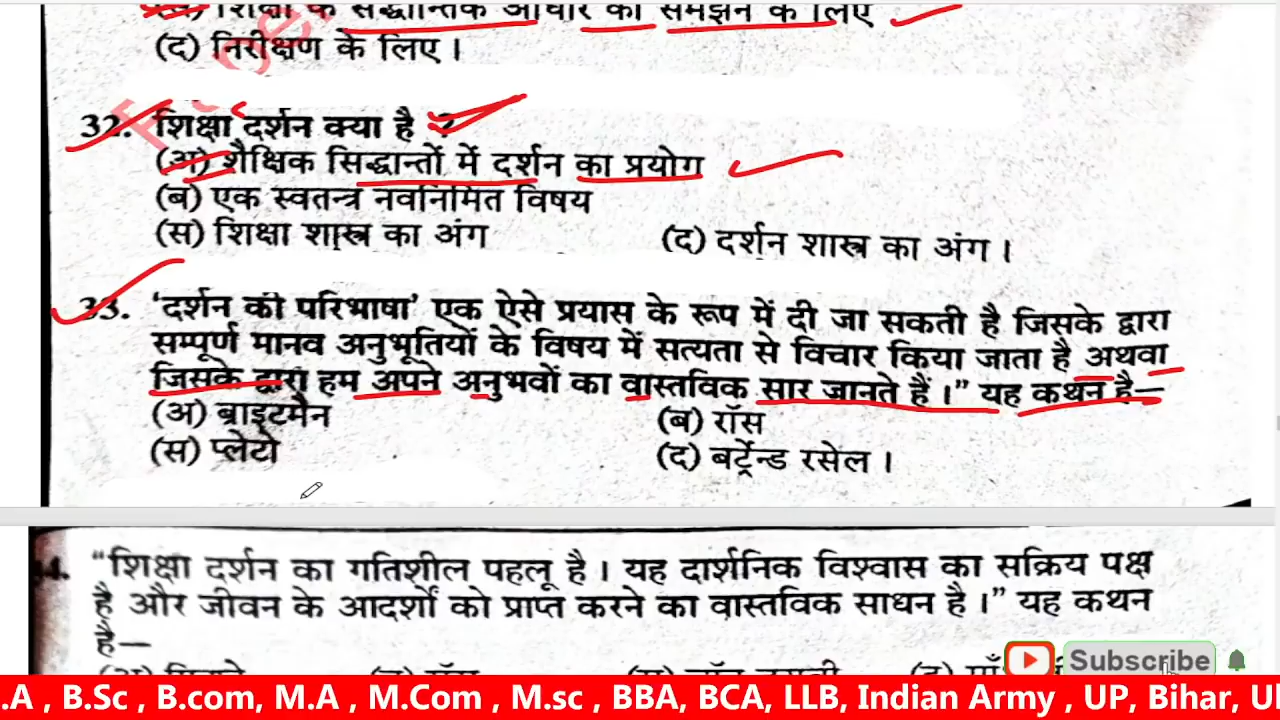 शिक्षा के सैद्धान्तिक आधार को समझने के लिए
(द) निरीक्षण के लिए।
32. शिक्षा दर्शन क्या है ?
(अ) शैक्षिक सिद्धान्तों में दर्शन का प्रयोग
(ब) एक स्वतन्त्र नवनिर्मित विषय
(स) शिक्षा शास्त्र का अंग (द) दर्शन शास्त्र का अंग।
33. 'दर्शन की परिभाषा' एक ऐसे प्रयास के रूप में दी जा सकती है जिसके द्वारा
सम्पूर्ण मानव अनुभूतियों के विषय में सत्यता से विचार किया जाता है अथवा
जिसके द्वारा हम अपने अनुभवों का वास्तविक सार जानते हैं।" यह कथन है—
(अ) ब्राइटमैन (ब) रॉस
(स) प्लेटो (द) बर्ट्रेन्ड रसेल।
4. "शिक्षा दर्शन का गतिशील पहलू है। यह दार्शनिक विश्वास का सक्रिय पक्ष
है और जीवन के आदर्शों को प्राप्त करने का वास्तविक साधन है।" यह कथन
है—
Subscribe
.A , B.Sc , B.com, M.A , M.Com , M.sc , BBA, BCA, LLB, Indian Army , UP, Bihar, U